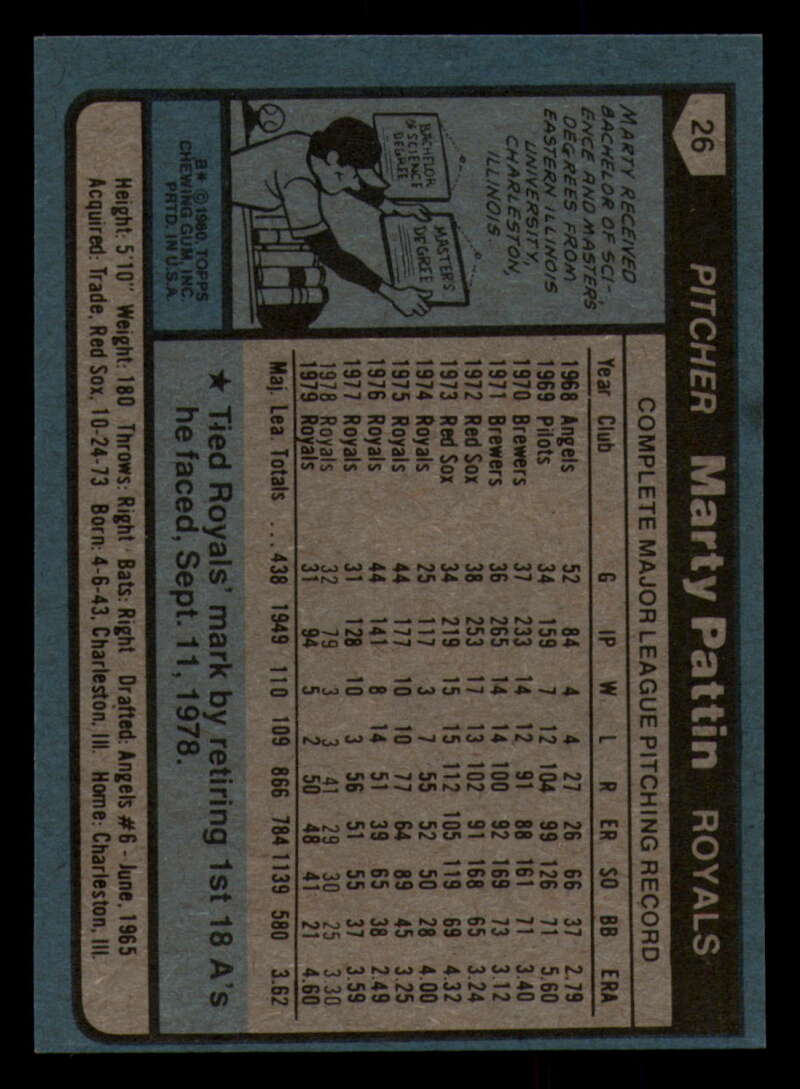 26 PITCHER Marty Pattin ROYALS
MARTY RECEIVED
BACHELOR OF SCI-
ENCE AND MASTER'S
DEGREES FROM
EASTERN ILLINOIS
UNIVERSITY,
CHARLESTON,
ILLINOIS.
BACHELOR
OF SCIENCE
DEGREE
MASTER'S
DEGREE
B* © 1980 TOPPS
CHEWING GUM, INC.
PRTD. IN U.S.A.
COMPLETE MAJOR LEAGUE PITCHING RECORD
Year Club G IP W L R ER SO BB ERA
1968 Angels 52 84 4 4 27 26 66 37 2.79
1969 Pilots 34 159 7 12 104 99 126 71 5.60
1970 Brewers 37 233 14 12 91 88 161 71 3.40
1971 Brewers 36 265 14 14 100 92 169 73 3.12
1972 Red Sox 38 253 17 13 102 91 168 65 3.24
1973 Red Sox 34 219 15 15 112 105 119 69 4.32
1974 Royals 25 117 3 7 55 52 50 28 4.00
1975 Royals 44 177 10 10 77 64 89 45 3.25
1976 Royals 44 141 8 14 51 39 65 38 2.49
1977 Royals 31 128 10 3 56 51 55 37 3.59
1978 Royals 32 79 3 3 41 29 30 25 3.30
1979 Royals 31 94 5 2 50 48 41 21 4.60
Maj. Lea Totals ... 438 1949 110 109 866 784 1139 580 3.62
★ Tied Royals' mark by retiring 1st 18 A's
he faced, Sept. 11, 1978.
Height: 5'10" Weight: 180 Throws: Right Bats: Right Drafted: Angels #6 - June, 1965
Acquired: Trade, Red Sox, 10-24-73 Born: 4-6-43, Charleston, Ill. Home: Charleston, Ill.